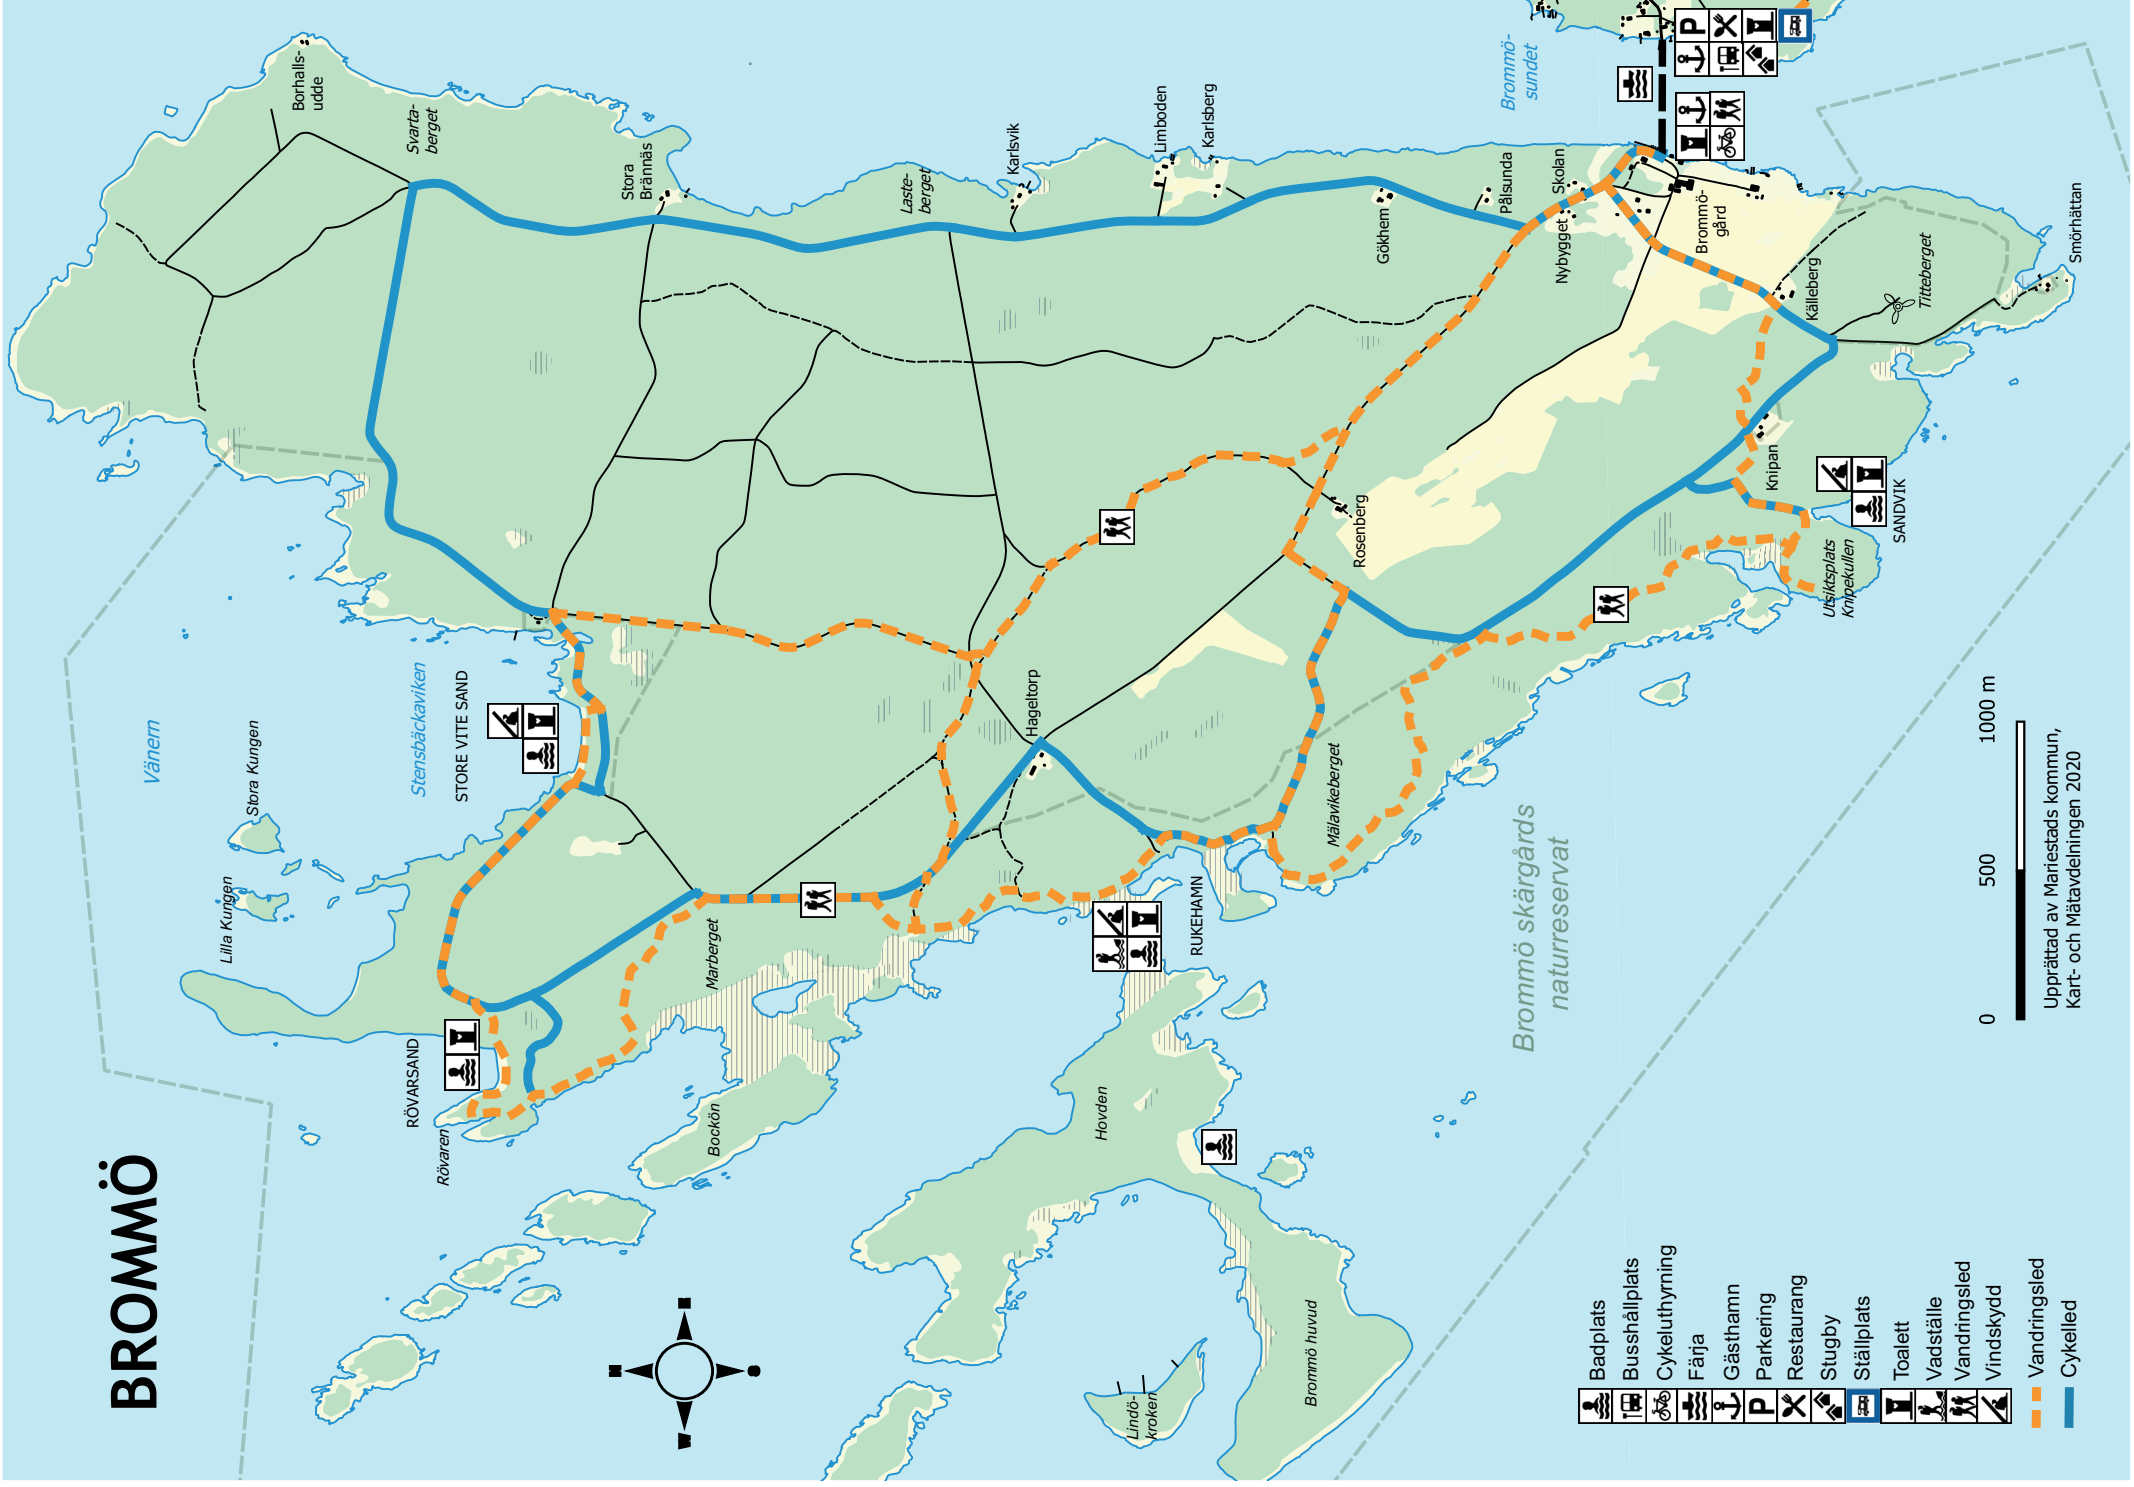 BROMMÖ
Vänern
Stora Kungen
Lilla Kungen
Borhalls-
udde
Svarta-
berget
Stensbäckaviken
STORE VITE SAND
RÖVARSAND
Rövaren
Stora
Brännäs
Marberget
Bockön
Laste-
berget
Karlsvik
Hageltorp
Limboden
Karlsberg
RUKEHAMN
Hovden
Lindö-
kroken
Brommö huvud
Mälavikeberget
Rosenberg
Gökhem
Pålsunda
Brommö-
sundet
Skolan
Nybygget
Brommö-
gård
Källeberg
Knipan
Utsiktsplats
Knipekullen
SANDVIK
Titteberget
Smörhättan
Brommö skärgårds
naturreservat
P
N
W
S
P
Badplats
Busshållplats
Cykeluthyrning
Färja
Gästhamn
Parkering
Restaurang
Stugby
Ställplats
Toalett
Vadställe
Vandringsled
Vindskydd
Vandringsled
Cykelled
0 500 1000 m
Upprättad av Mariestads kommun,
Kart- och Mätavdelningen 2020